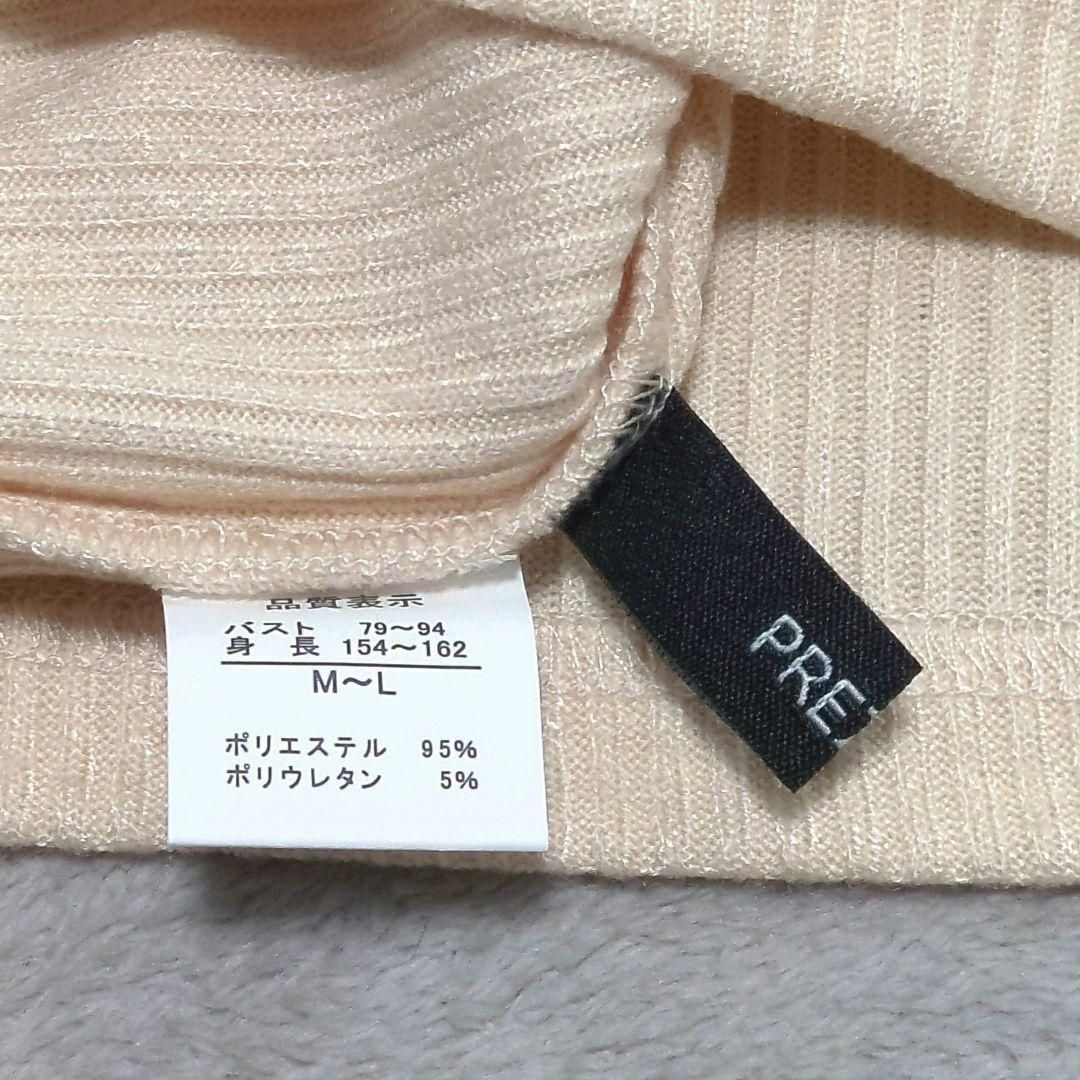 品質表示
バスト 79～94
身 長 154～162
M～L
ポリエステル 95%
ポリウレタン 5%
PRE